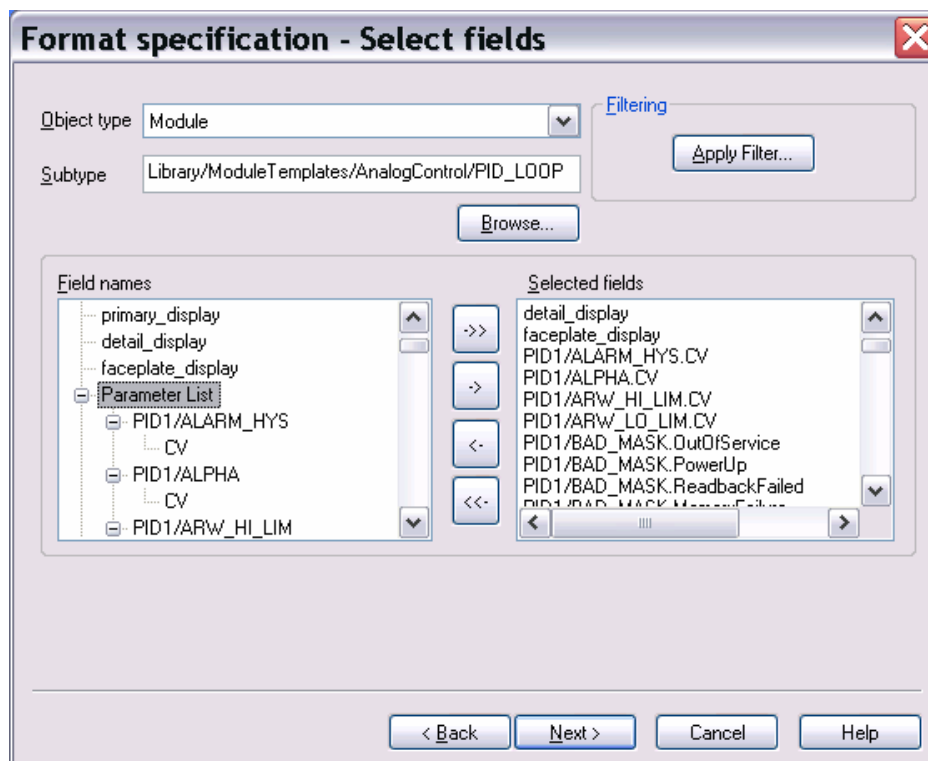 Format specification - Select fields
Object type
Module
Filtering
Apply Filter...
Subtype
Library/ModuleTemplates/AnalogControl/PID_LOOP
Browse...
Field names
primary_display
detail_display
faceplate_display
Parameter List
PID1/ALARM_HYS
CV
PID1/ALPHA
CV
PID1/ARW_HI_LIM
->>
->
<-
<<-
Selected fields
detail_display
faceplate_display
PID1/ALARM_HYS.CV
PID1/ALPHA.CV
PID1/ARW_HI_LIM.CV
PID1/ARW_LO_LIM.CV
PID1/BAD_MASK.OutOfService
PID1/BAD_MASK.PowerUp
PID1/BAD_MASK.ReadbackFailed
PID1/BAD_MASK.MemoryFailure
< Back
Next >
Cancel
Help